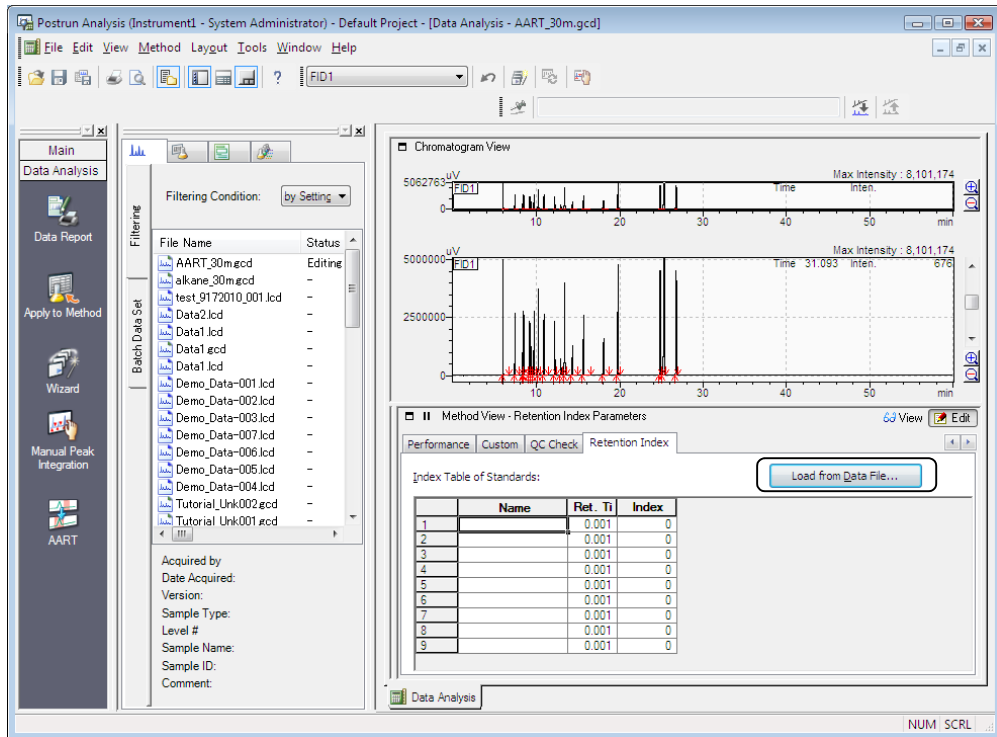 Postrun Analysis (Instrument1 - System Administrator) - Default Project - [Data Analysis - AART_30m.gcd]
File Edit View Method Layout Tools Window Help
? FID1
Main
Data Analysis
Data Report
Apply to Method
Wizard
Manual Peak Integration
AART
Filtering
Batch Data Set
Filtering Condition: by Setting
File Name Status
AART_30m.gcd Editing
alkane_30m.gcd -
test_9172010_001.lcd -
Data2.lcd -
Data1.lcd -
Data1.gcd -
Data1.lcd -
Demo_Data-001.lcd -
Demo_Data-002.lcd -
Demo_Data-003.lcd -
Demo_Data-007.lcd -
Demo_Data-006.lcd -
Demo_Data-005.lcd -
Demo_Data-004.lcd -
Tutorial_Unk002.gcd -
Tutorial_Unk001.gcd -
Acquired by
Date Acquired:
Version:
Sample Type:
Level #
Sample Name:
Sample ID:
Comment:
Chromatogram View
uV Max Intensity : 8,101,174
5062763 FID1 Time Inten.
0
10 20 30 40 50 min
uV Max Intensity : 8,101,174
5000000 FID1 Time 31.093 Inten. 676
2500000
0
10 20 30 40 50 min
Method View - Retention Index Parameters View Edit
Performance Custom QC Check Retention Index
Index Table of Standards: Load from Data File...
Name Ret. Ti Index
1 0.001 0
2 0.001 0
3 0.001 0
4 0.001 0
5 0.001 0
6 0.001 0
7 0.001 0
8 0.001 0
9 0.001 0
Data Analysis
NUM SCRL